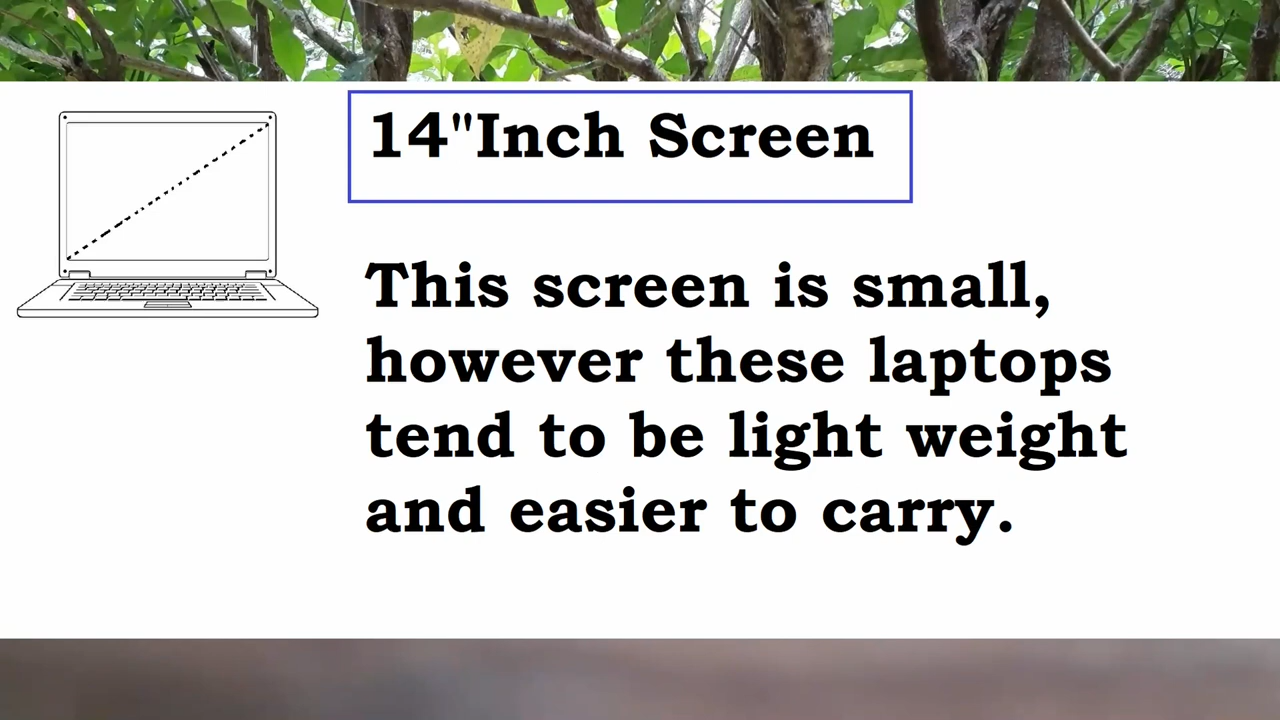 14"Inch Screen
This screen is small,
however these laptops
tend to be light weight
and easier to carry.